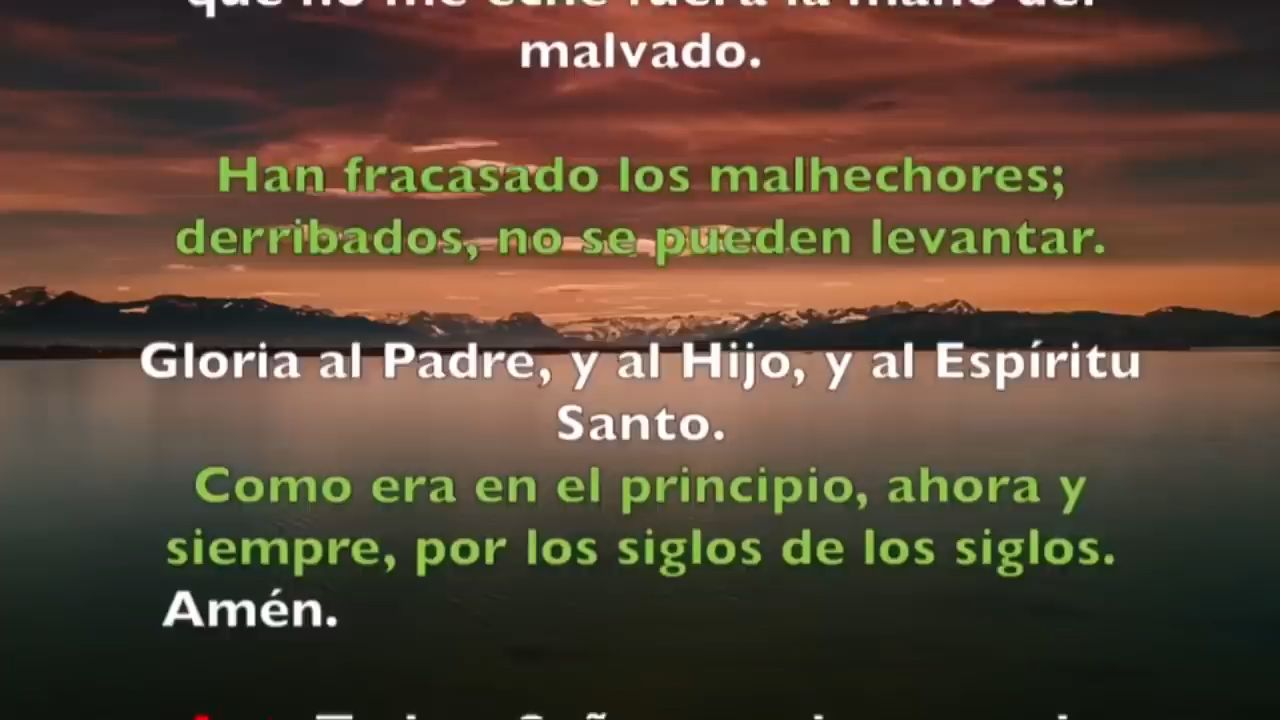 que no me eche fuera la mano del
malvado.
Han fracasado los malhechores;
derribados, no se pueden levantar.
Gloria al Padre, y al Hijo, y al Espíritu
Santo.
Como era en el principio, ahora y
siempre, por los siglos de los siglos.
Amén.